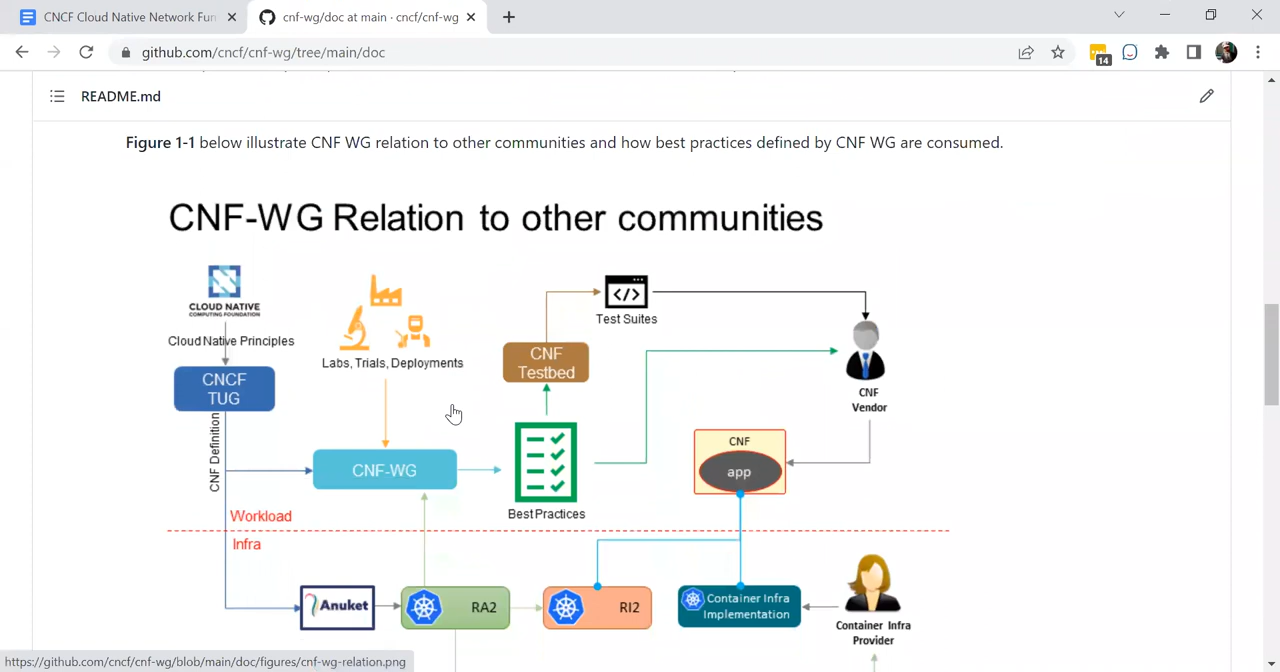 CNCF Cloud Native Network Fun
cnf-wg/doc at main · cncf/cnf-wg
github.com/cncf/cnf-wg/tree/main/doc
14
README.md
Figure 1-1 below illustrate CNF WG relation to other communities and how best practices defined by CNF WG are consumed.
CNF-WG Relation to other communities
CLOUD NATIVE
COMPUTING FOUNDATION
Cloud Native Principles
Labs, Trials, Deployments
Test Suites
CNF
Testbed
CNCF
TUG
CNF
Vendor
CNF Definition
CNF-WG
Best Practices
CNF
app
Workload
Infra
Anuket
RA2
RI2
Container Infra
Implementation
Container Infra
Provider
https://github.com/cncf/cnf-wg/blob/main/doc/figures/cnf-wg-relation.png